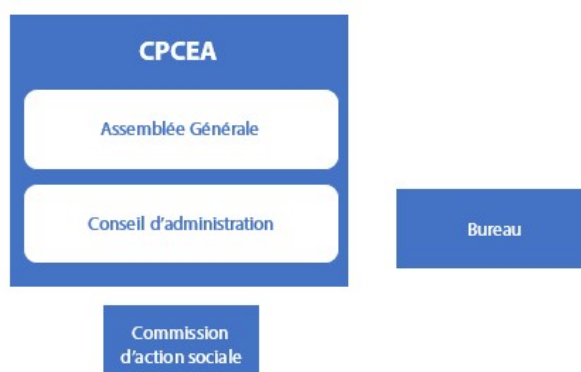 CPCEA
Assemblée Générale
Conseil d'administration
Bureau
Commission
d'action sociale